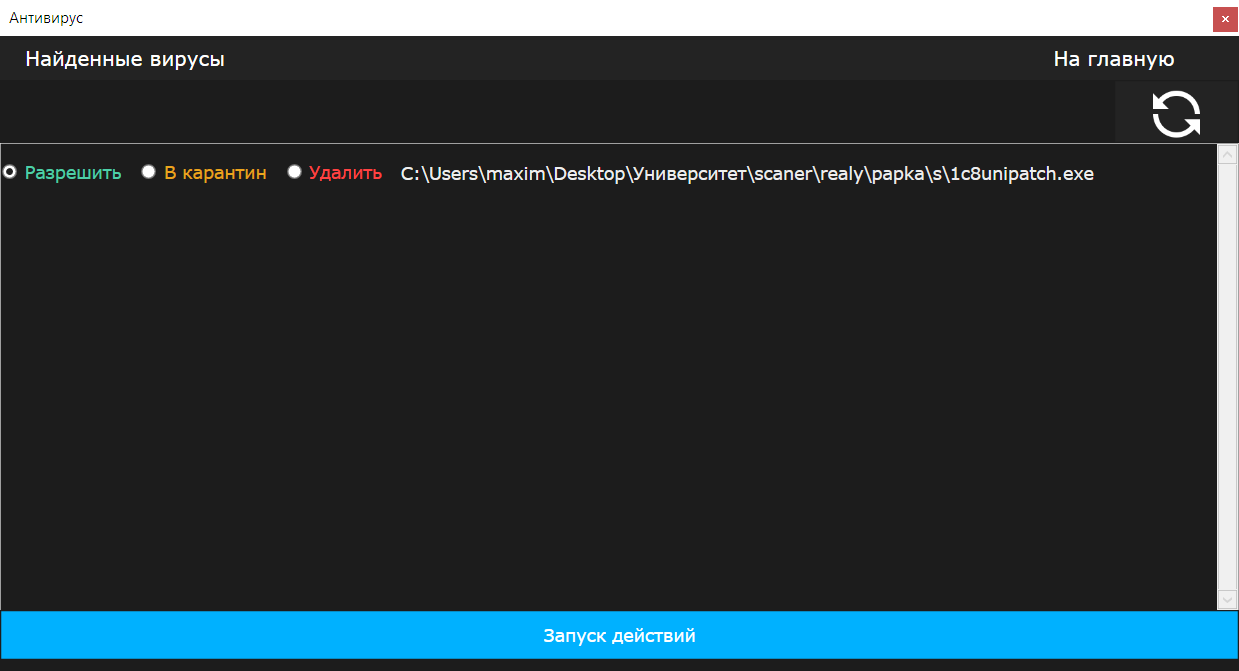 Антивирус
Найденные вирусы На главную
Разрешить В карантин Удалить C:\Users\maxim\Desktop\Университет\scaner\realy\papka\s\1c8unipatch.exe
Запуск действий